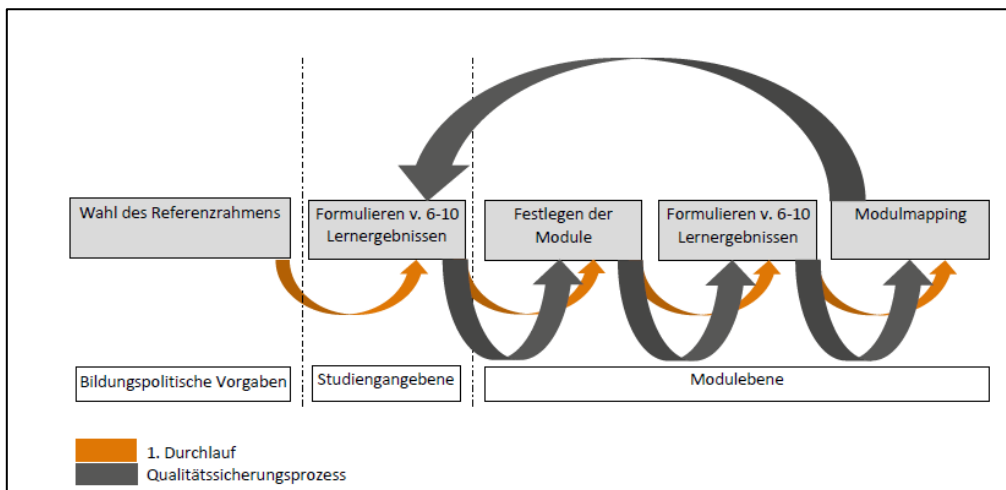 Wahl des Referenzrahmens
Formulieren v. 6-10
Lernergebnissen
Festlegen der
Module
Formulieren v. 6-10
Lernergebnissen
Modulmapping
Bildungspolitische Vorgaben
Studiengangebene
Modulebene
1. Durchlauf
Qualitätssicherungsprozess